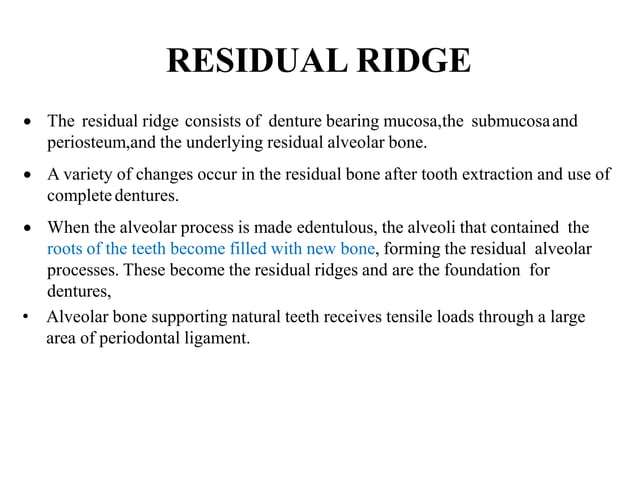 RESIDUAL RIDGE
• The residual ridge consists of denture bearing mucosa,the submucosa and
periosteum,and the underlying residual alveolar bone.
• A variety of changes occur in the residual bone after tooth extraction and use of
complete dentures.
• When the alveolar process is made edentulous, the alveoli that contained the
roots of the teeth become filled with new bone, forming the residual alveolar
processes. These become the residual ridges and are the foundation for
dentures,
• Alveolar bone supporting natural teeth receives tensile loads through a large
area of periodontal ligament.